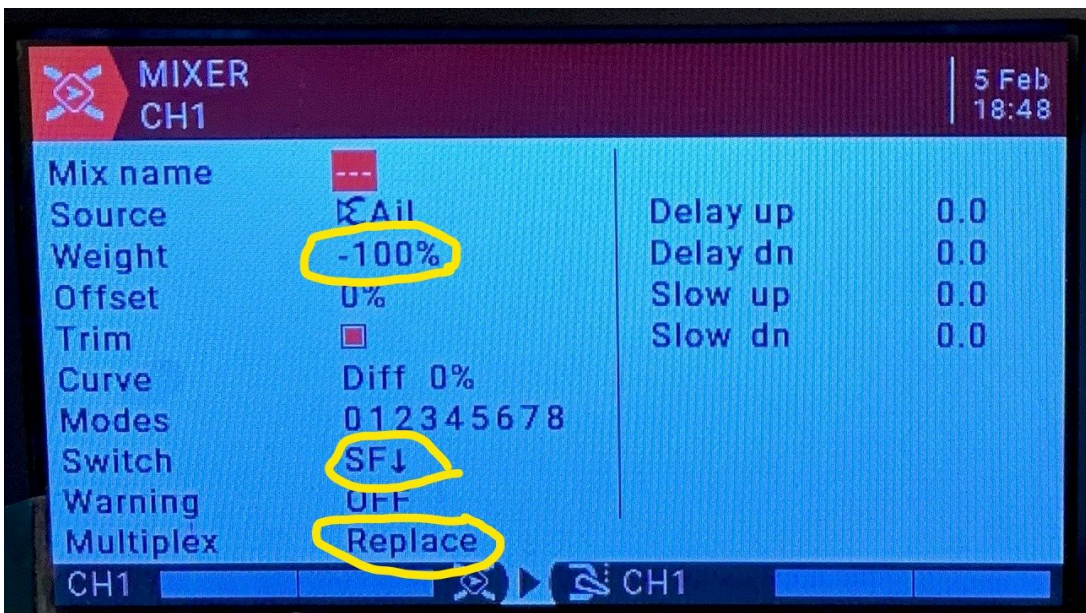 MIXER
CH1
5 Feb
18:48
Mix name ---
Source Ail
Weight -100%
Offset 0%
Trim
Curve Diff 0%
Modes 012345678
Switch SF↓
Warning OFF
Multiplex Replace
Delay up 0.0
Delay dn 0.0
Slow up 0.0
Slow dn 0.0
CH1 CH1